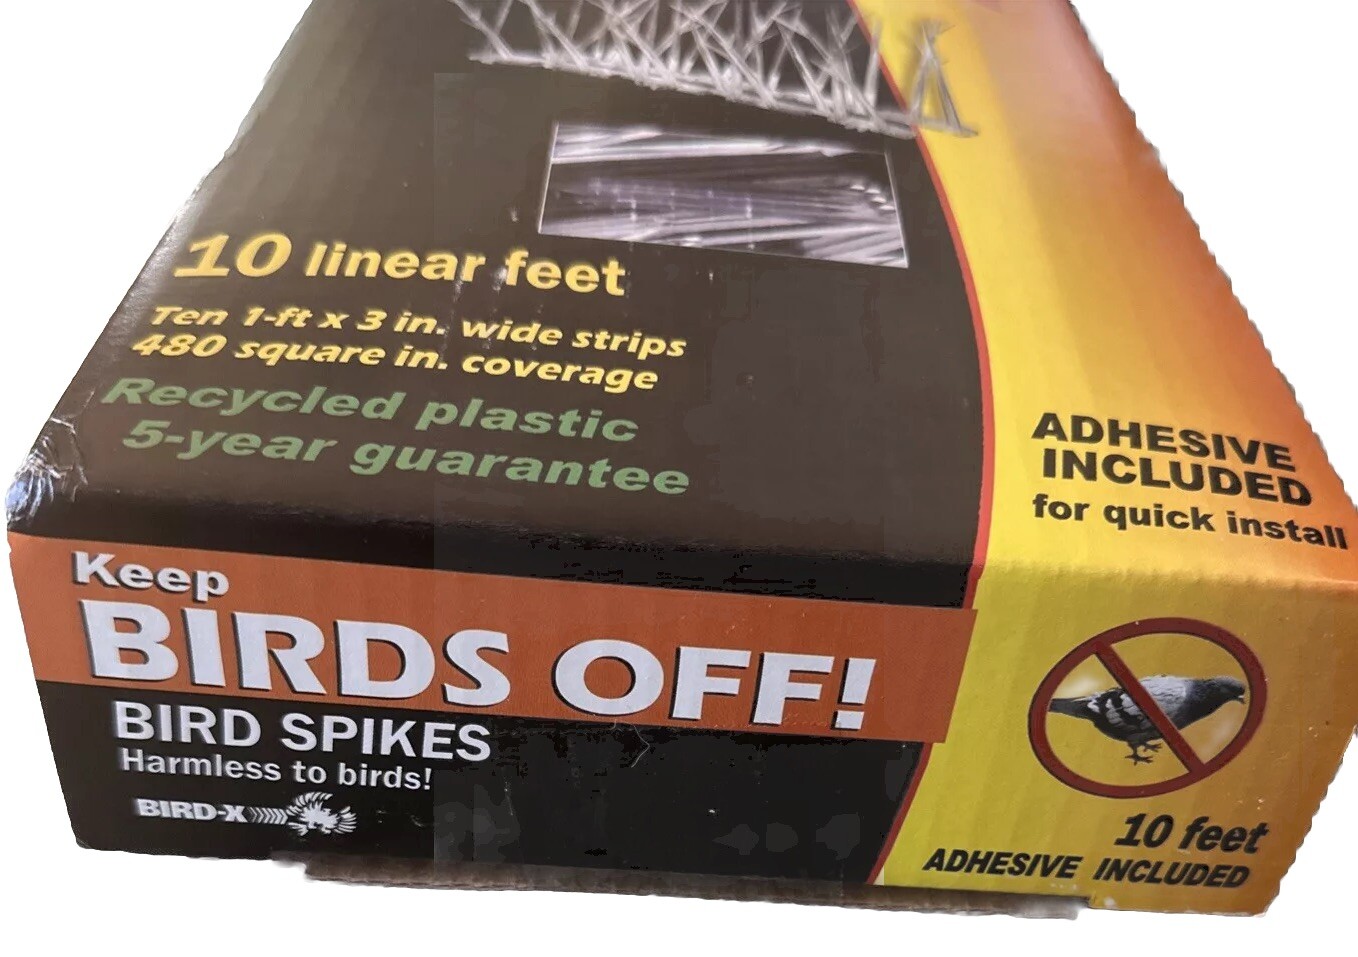 10 linear feet
Ten 1-ft x 3 in. wide strips
480 square in. coverage
Recycled plastic
5-year guarantee
ADHESIVE
INCLUDED
for quick install
Keep
BIRDS OFF!
BIRD SPIKES
Harmless to birds!
BIRD-X
10 feet
ADHESIVE INCLUDED